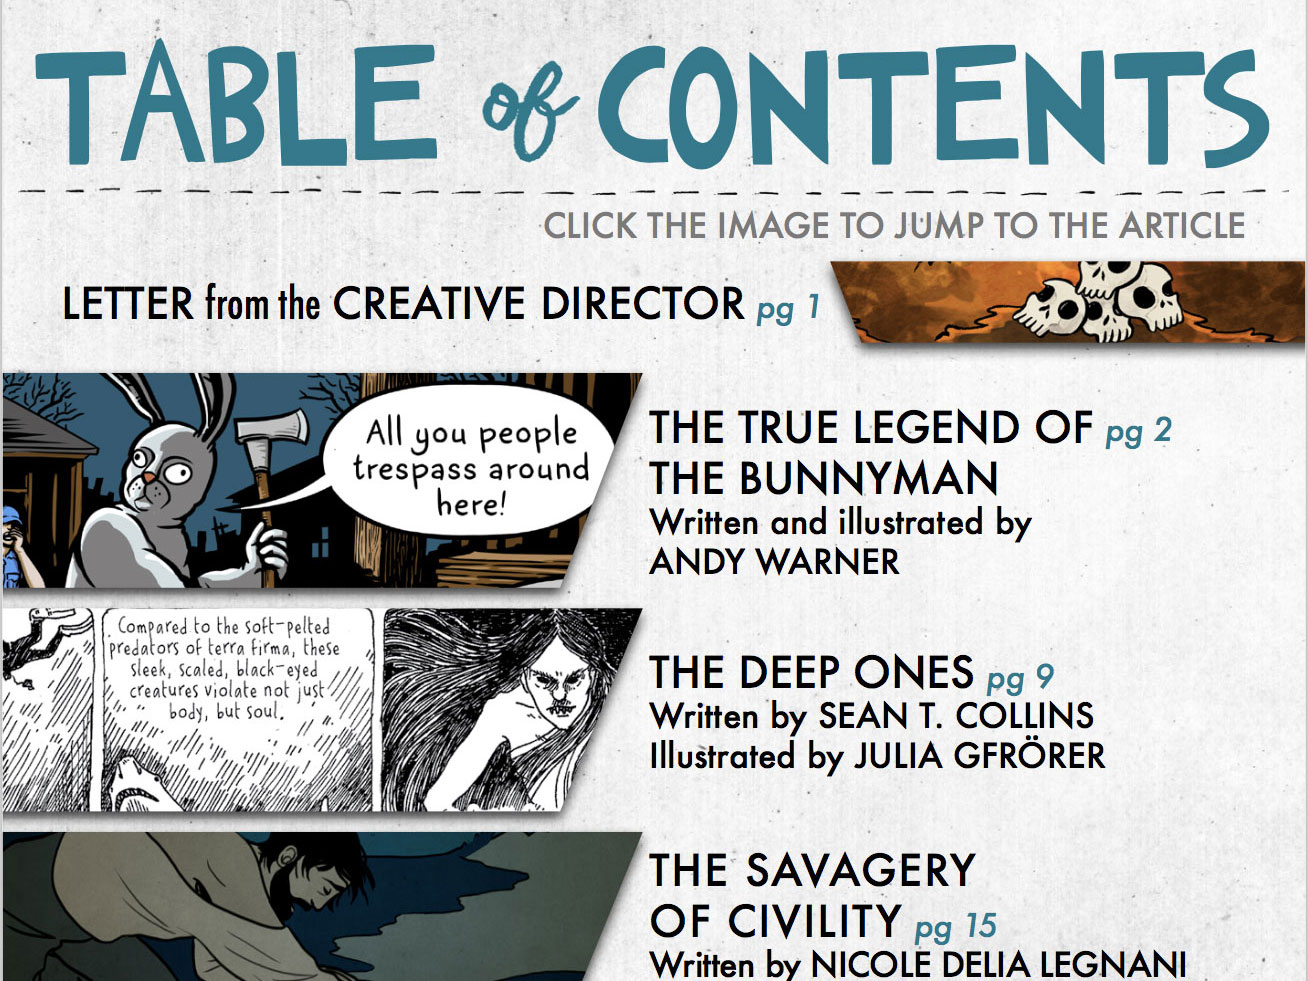 TABLE of CONTENTS
CLICK THE IMAGE TO JUMP TO THE ARTICLE
LETTER from the CREATIVE DIRECTOR pg 1
All you people
trespass around
here!
THE TRUE LEGEND OF pg 2
THE BUNNYMAN
Written and illustrated by
ANDY WARNER
Compared to the soft-pelted
predators of terra firma, these
sleek, scaled, black-eyed
creatures violate not just
body, but soul.
THE DEEP ONES pg 9
Written by SEAN T. COLLINS
Illustrated by JULIA GFRÖRER
THE SAVAGERY
OF CIVILITY pg 15
Written by NICOLE DELIA LEGNANI